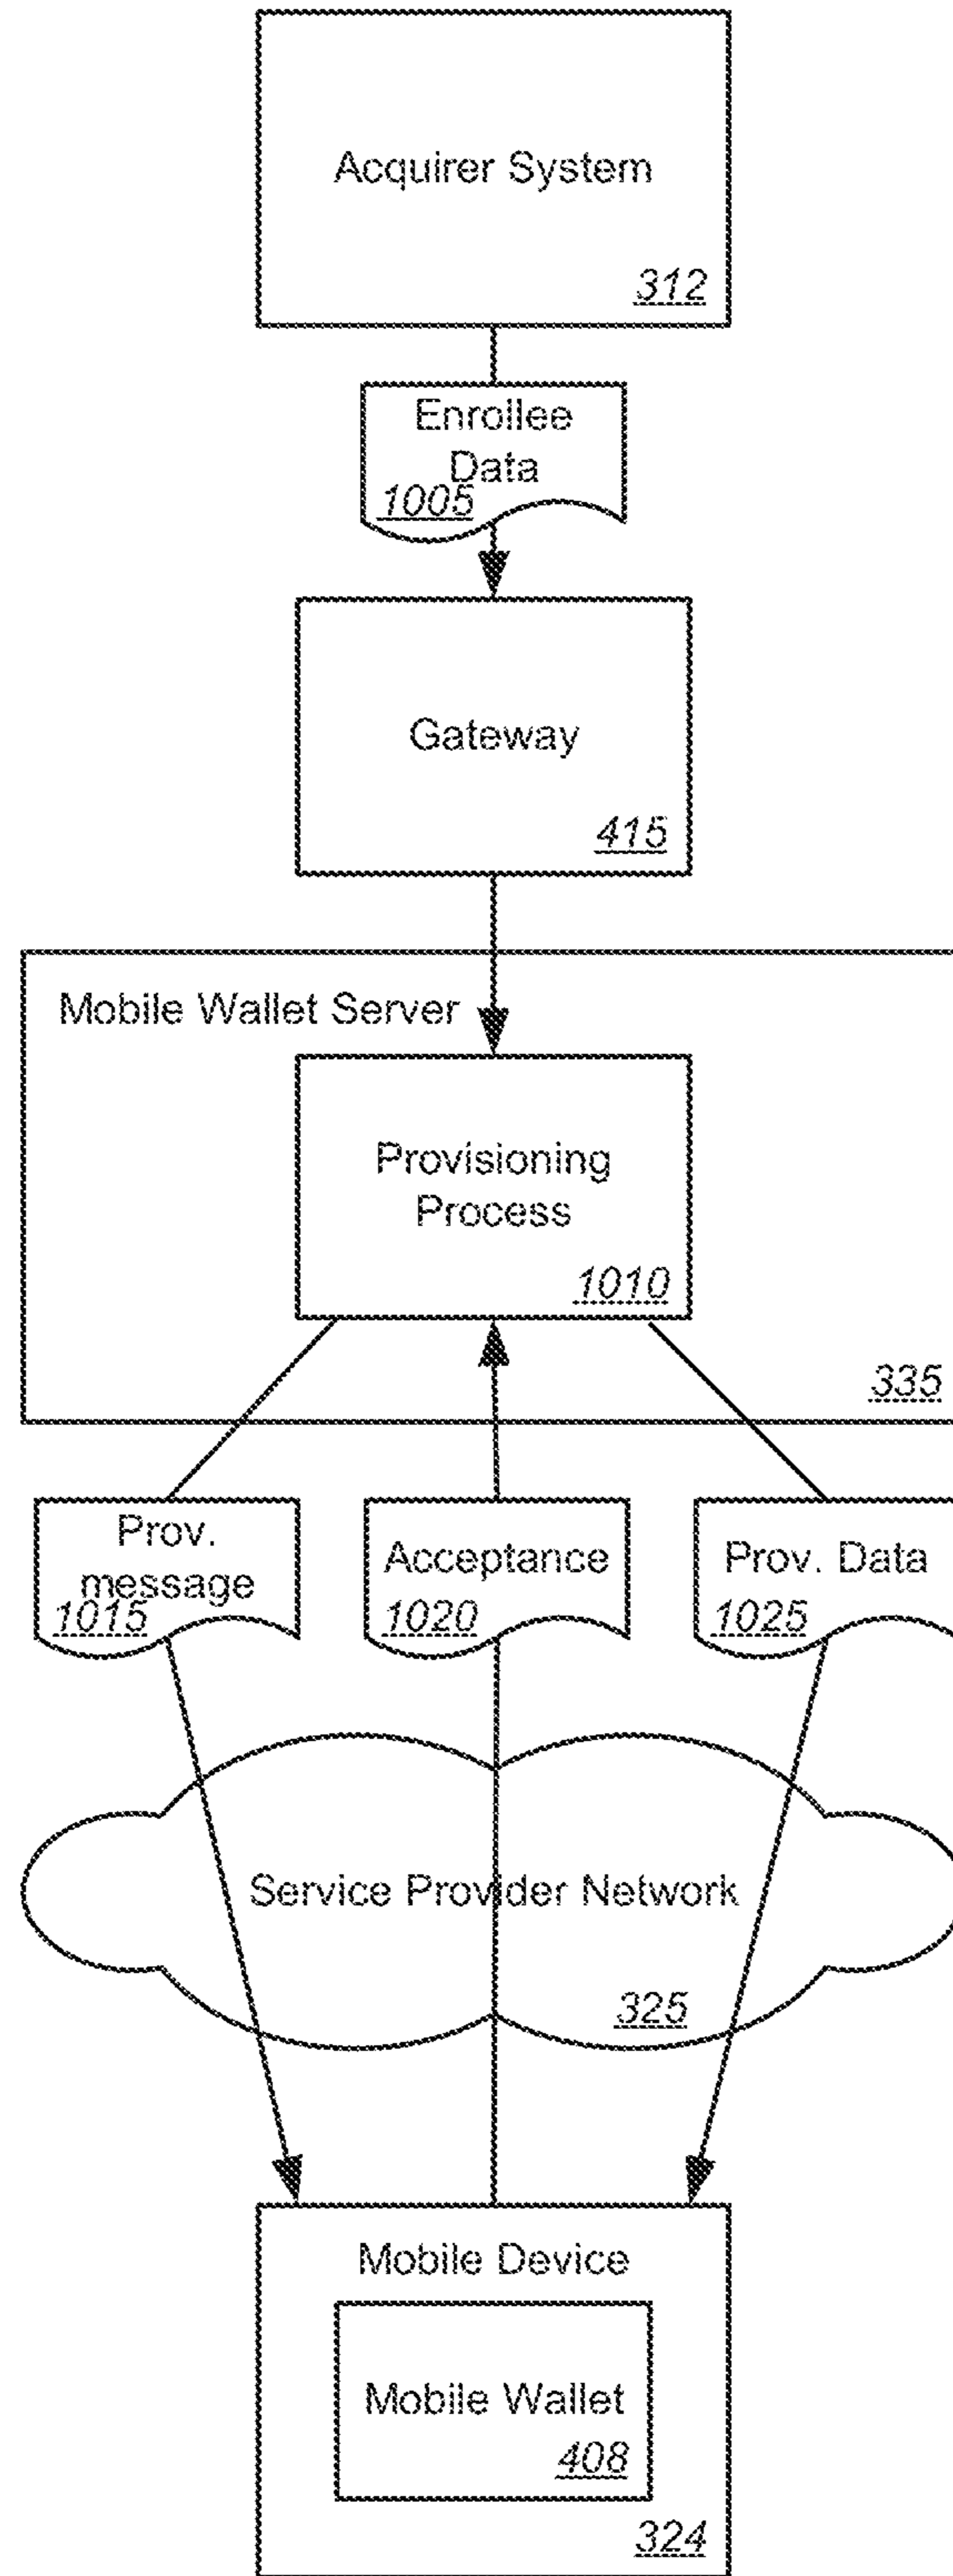 Acquirer System
312
Enrollee
Data
1005
Gateway
415
Mobile Wallet Server
Provisioning
Process
1010
335
Prov.
message
1015
Acceptance
1020
Prov. Data
1025
Service Provider Network
325
Mobile Device
Mobile Wallet
408
324